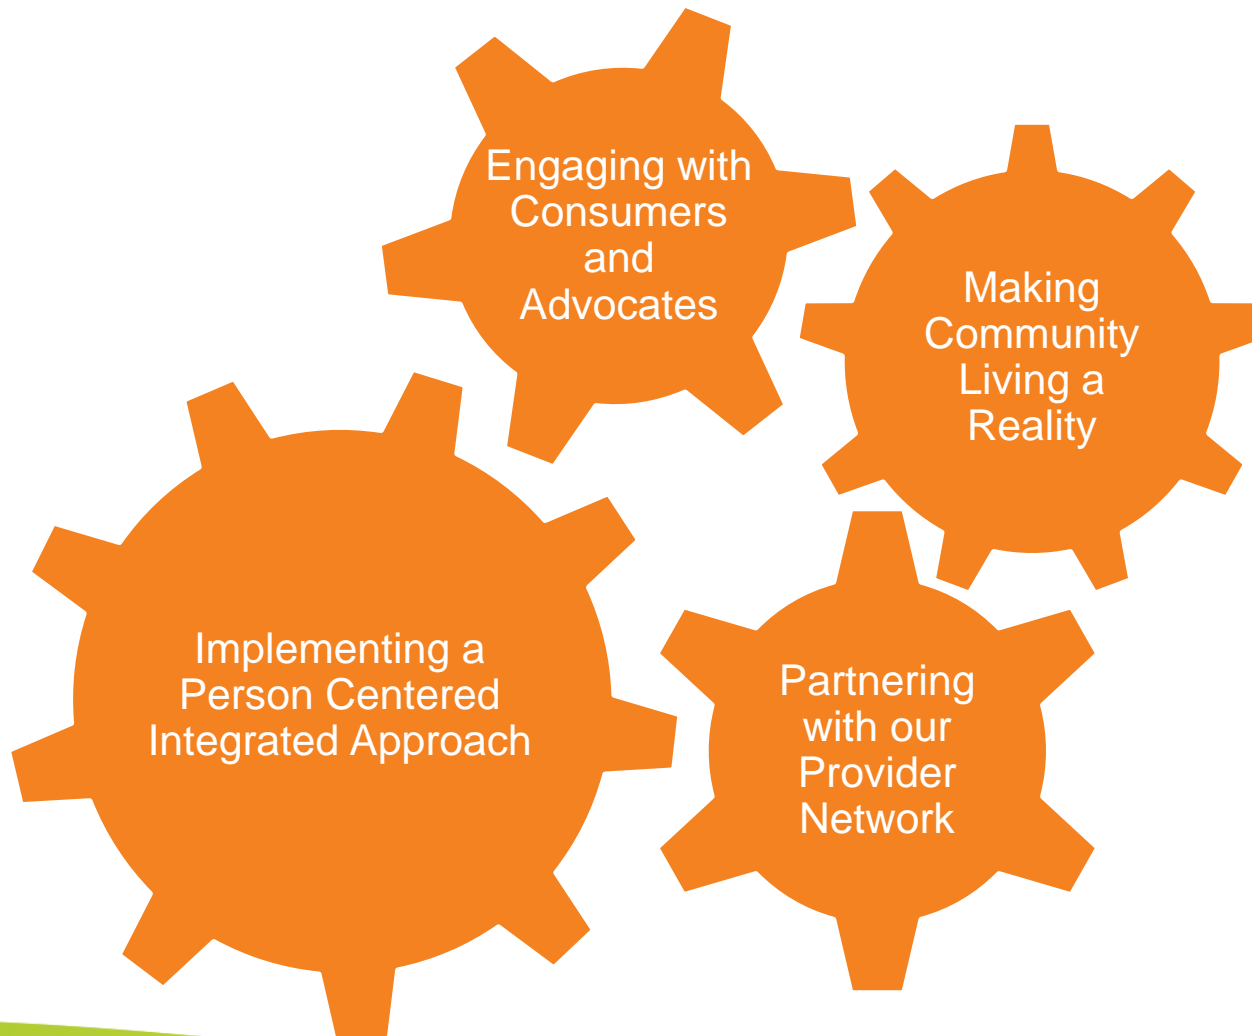 Engaging with
Consumers
and
Advocates
Making
Community
Living a
Reality
Implementing a
Person Centered
Integrated Approach
Partnering
with our
Provider
Network